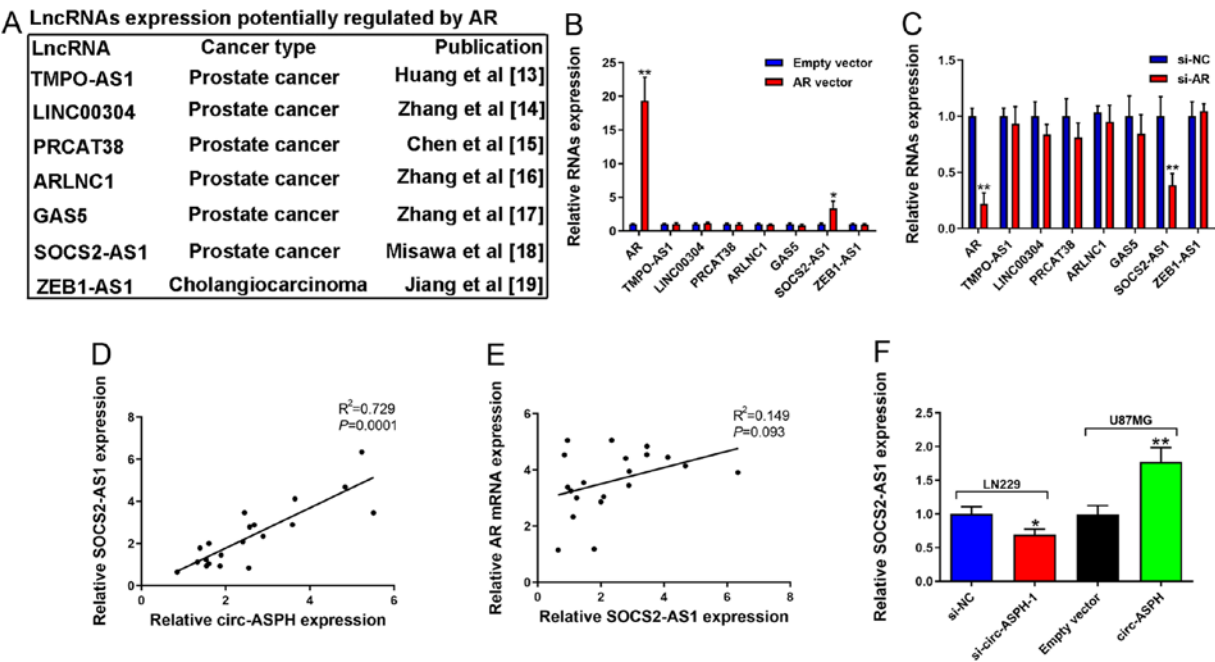 A
LncRNAs expression potentially regulated by AR
LncRNA Cancer type Publication
TMPO-AS1 Prostate cancer Huang et al [13]
LINC00304 Prostate cancer Zhang et al [14]
PRCAT38 Prostate cancer Chen et al [15]
ARLNC1 Prostate cancer Zhang et al [16]
GAS5 Prostate cancer Zhang et al [17]
SOCS2-AS1 Prostate cancer Misawa et al [18]
ZEB1-AS1 Cholangiocarcinoma Jiang et al [19]
B
Relative RNAs expression
25
20
15
10
5
0
**
*
Empty vector
AR vector
AR
TMPO-AS1
LINC00304
PRCAT38
ARLNC1
GAS5
SOCS2-AS1
ZEB1-AS1
C
Relative RNAs expression
1.5
1.0
0.5
0.0
**
**
si-NC
si-AR
AR
TMPO-AS1
LINC00304
PRCAT38
ARLNC1
GAS5
SOCS2-AS1
ZEB1-AS1
D
Relative SOCS2-AS1 expression
8
6
4
2
0
R2=0.729
P=0.0001
0 2 4 6
Relative circ-ASPH expression
E
Relative AR mRNA expression
6
4
2
0
R2=0.149
P=0.093
0 2 4 6 8
Relative SOCS2-AS1 expression
F
Relative SOCS2-AS1 expression
2.5
2.0
1.5
1.0
0.5
0.0
LN229
*
U87MG
**
si-NC
si-circ-ASPH-1
Empty vector
circ-ASPH